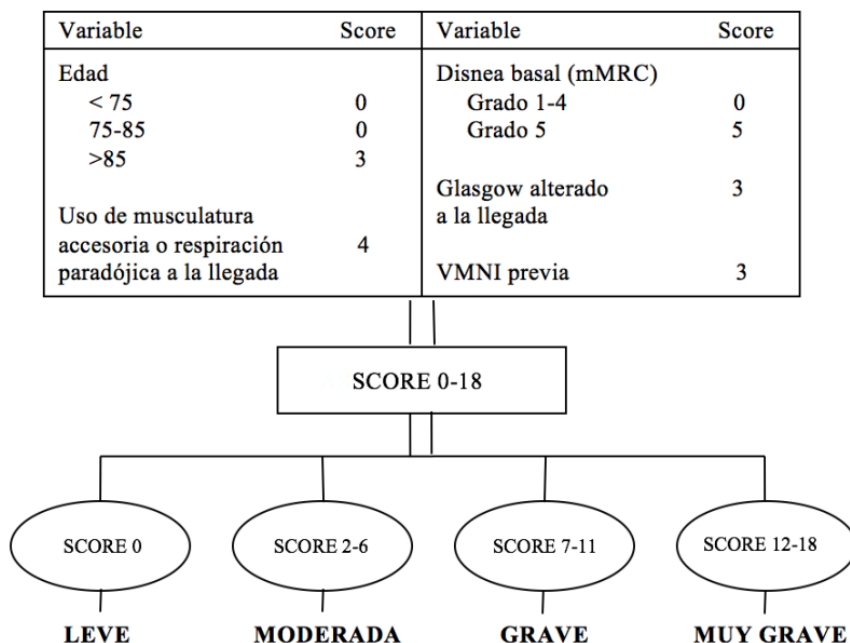 Variable Score
Edad
< 75 0
75-85 0
>85 3
Uso de musculatura
accesoria o respiración 4
paradójica a la llegada
Variable Score
Disnea basal (mMRC)
Grado 1-4 0
Grado 5 5
Glasgow alterado 3
a la llegada
VMNI previa 3
SCORE 0-18
SCORE 0
SCORE 2-6
SCORE 7-11
SCORE 12-18
LEVE
MODERADA
GRAVE
MUY GRAVE